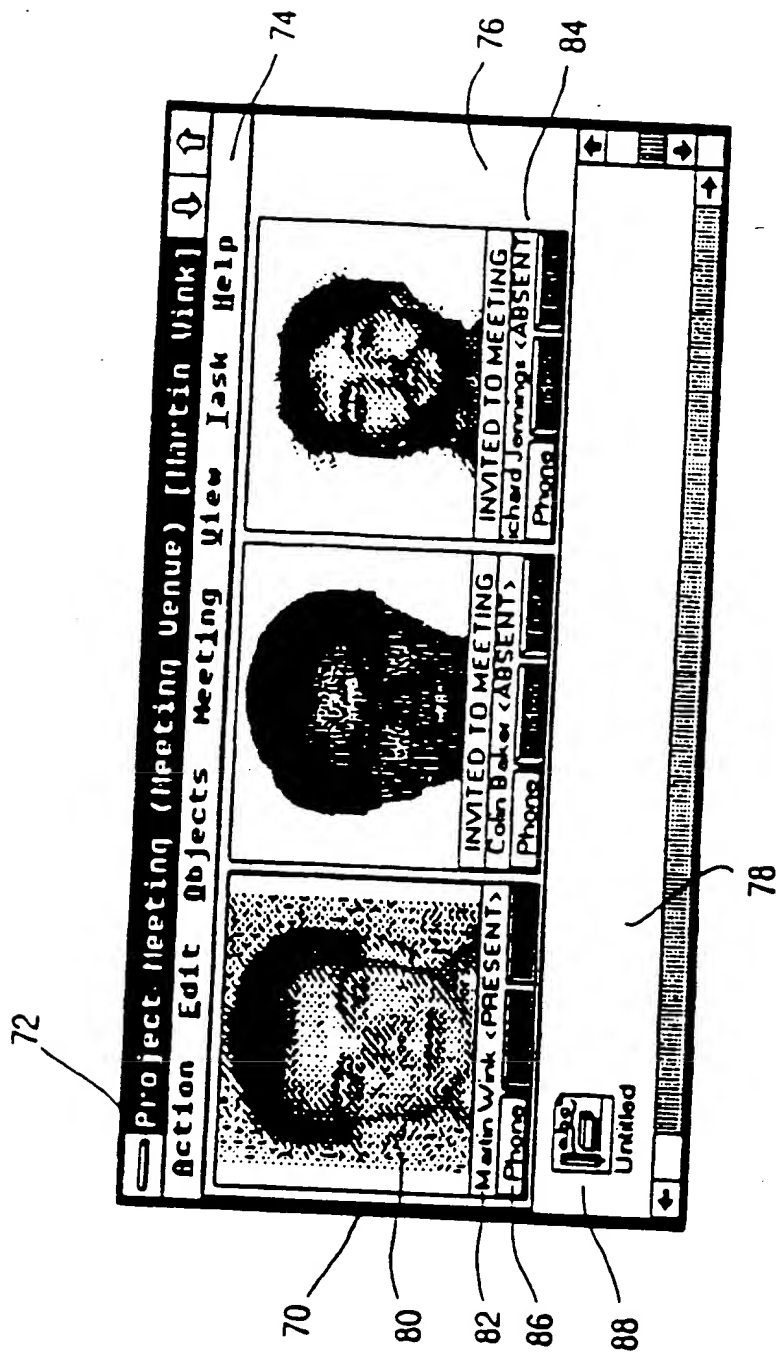 72
Project Meeting (Meeting Venue) [Martin Wink]
Action Edit Objects Meeting View Task Help
74
76
INVITED TO MEETING
INVITED TO MEETING
Martin Wink <PRESENT>
Colin Baker <ABSENT>
ichard Jennings <ABSENT
84
Phone
Phone
Phone
abc
Untitled
70
80
82
86
88
78